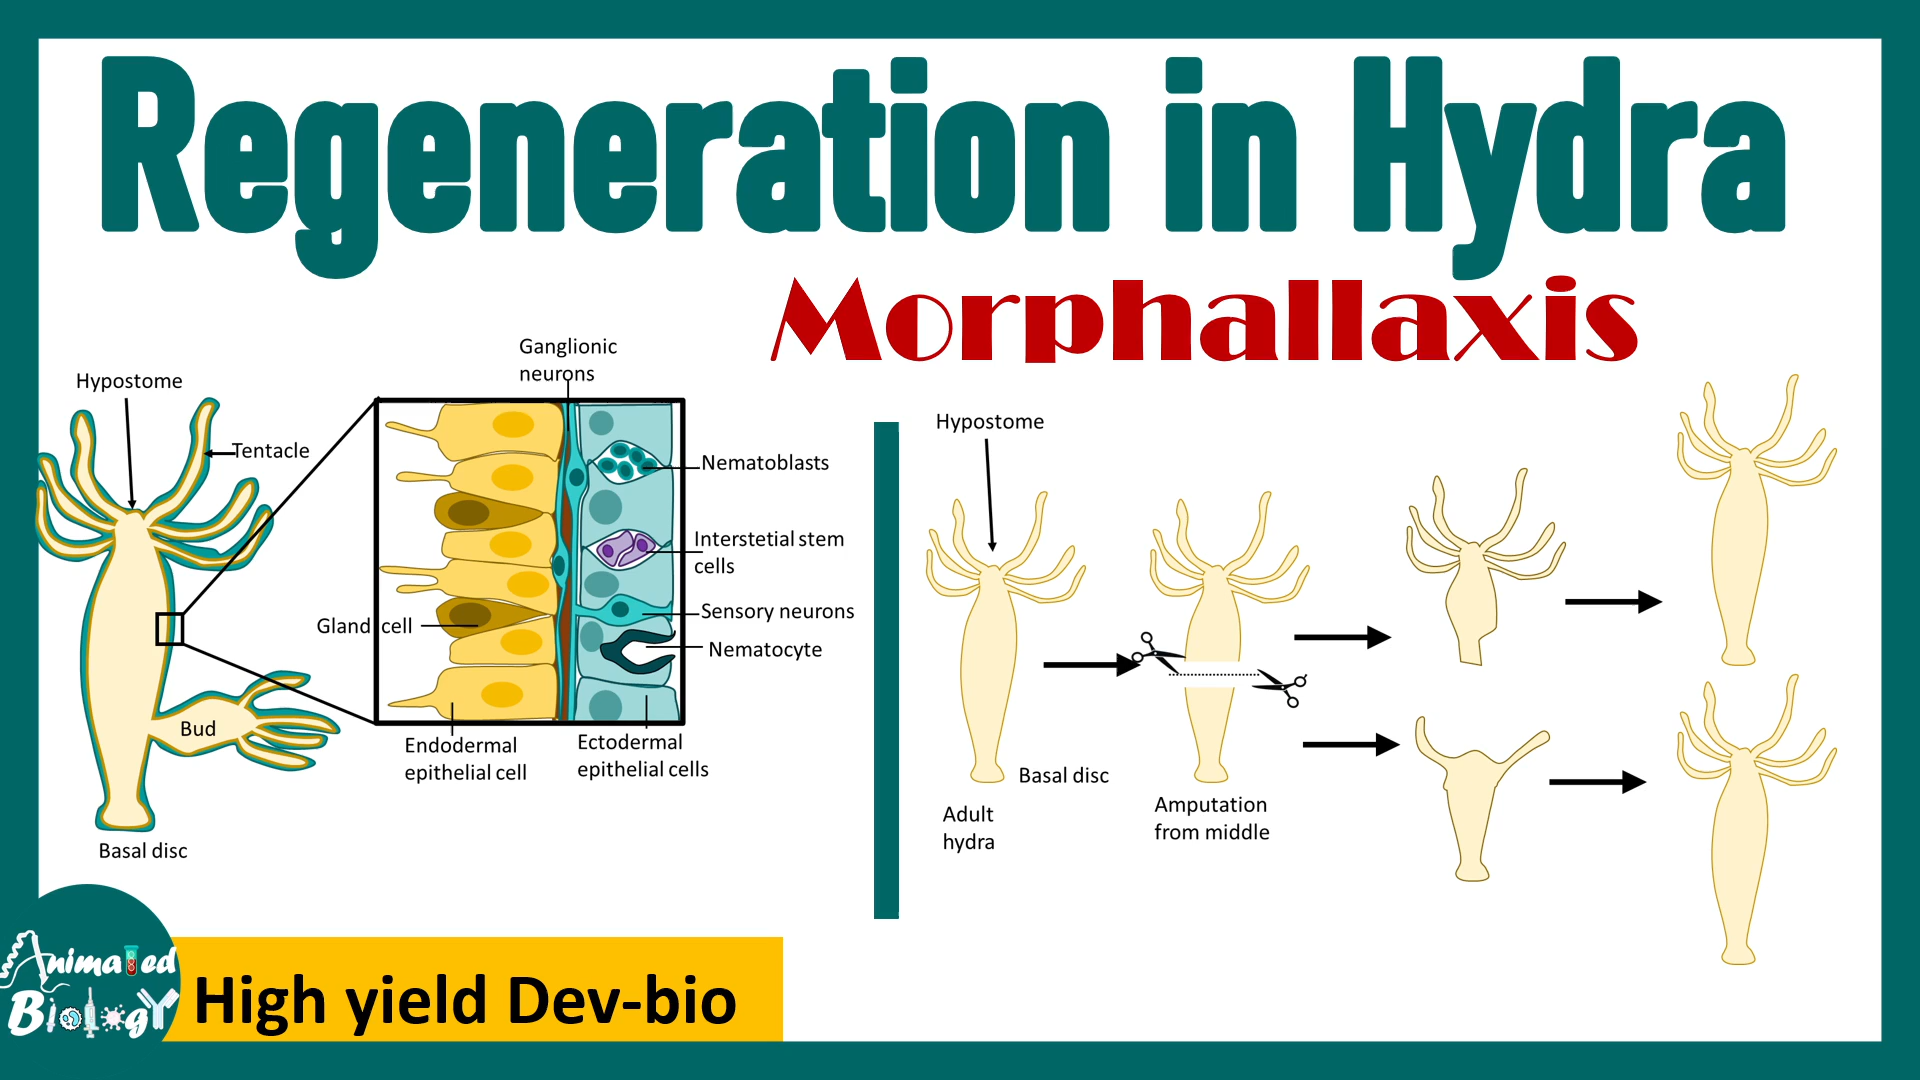 Regeneration in Hydra
Morphallaxis
Ganglionic
neurons
Hypostome
Tentacle
Nematoblasts
Interstetial stem
cells
Sensory neurons
Gland cell
Nematocyte
Bud
Endodermal
epithelial cell
Ectodermal
epithelial cells
Basal disc
Hypostome
Basal disc
Adult
hydra
Amputation
from middle
Animated
Biology
High yield Dev-bio